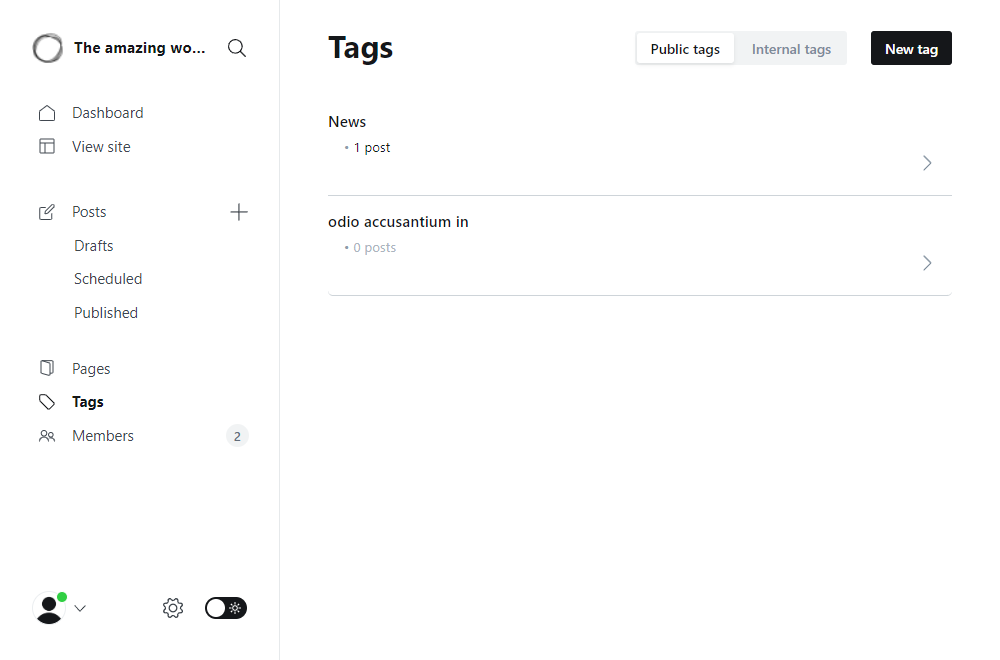 The amazing wo...
Dashboard
View site
Posts
Drafts
Scheduled
Published
Pages
Tags
Members 2
Tags
Public tags Internal tags New tag
News
• 1 post
odio accusantium in
• 0 posts